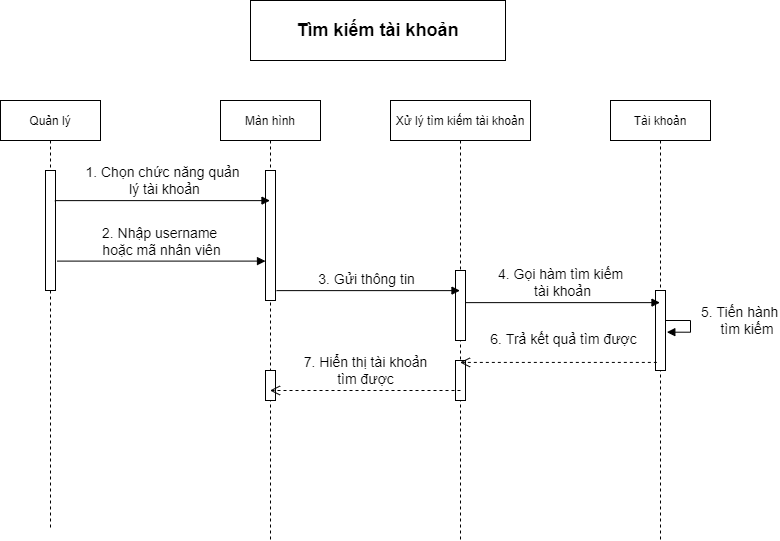 Tìm kiếm tài khoản
Quản lý
Màn hình
Xử lý tìm kiếm tài khoản
Tài khoản
1. Chọn chức năng quản
lý tài khoản
2. Nhập username
hoặc mã nhân viên
3. Gửi thông tin
4. Gọi hàm tìm kiếm
tài khoản
5. Tiến hành
tìm kiếm
6. Trả kết quả tìm được
7. Hiển thị tài khoản
tìm được